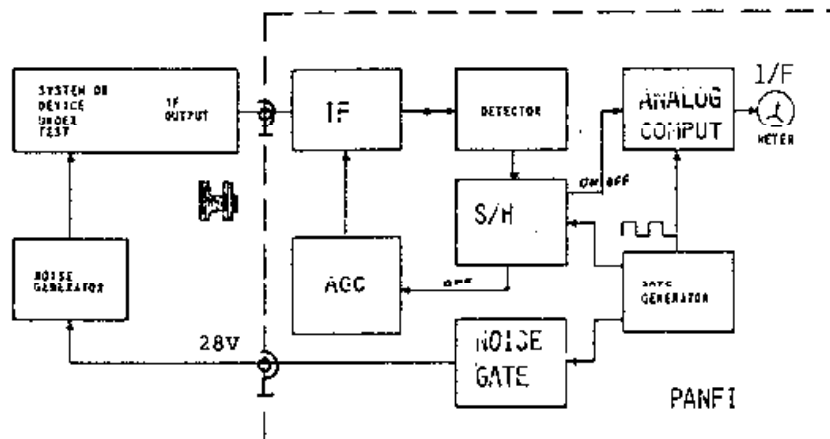 SYSTEM OR
DEVICE
UNDER
TEST
IF
OUTPUT
IF
DETECTOR
ANALOG
COMPUT
1/F
METER
ON OFF
S/H
AGC
OFF
NOISE
GENERATOR
GATE
GENERATOR
28V
NOISE
GATE
PANFI